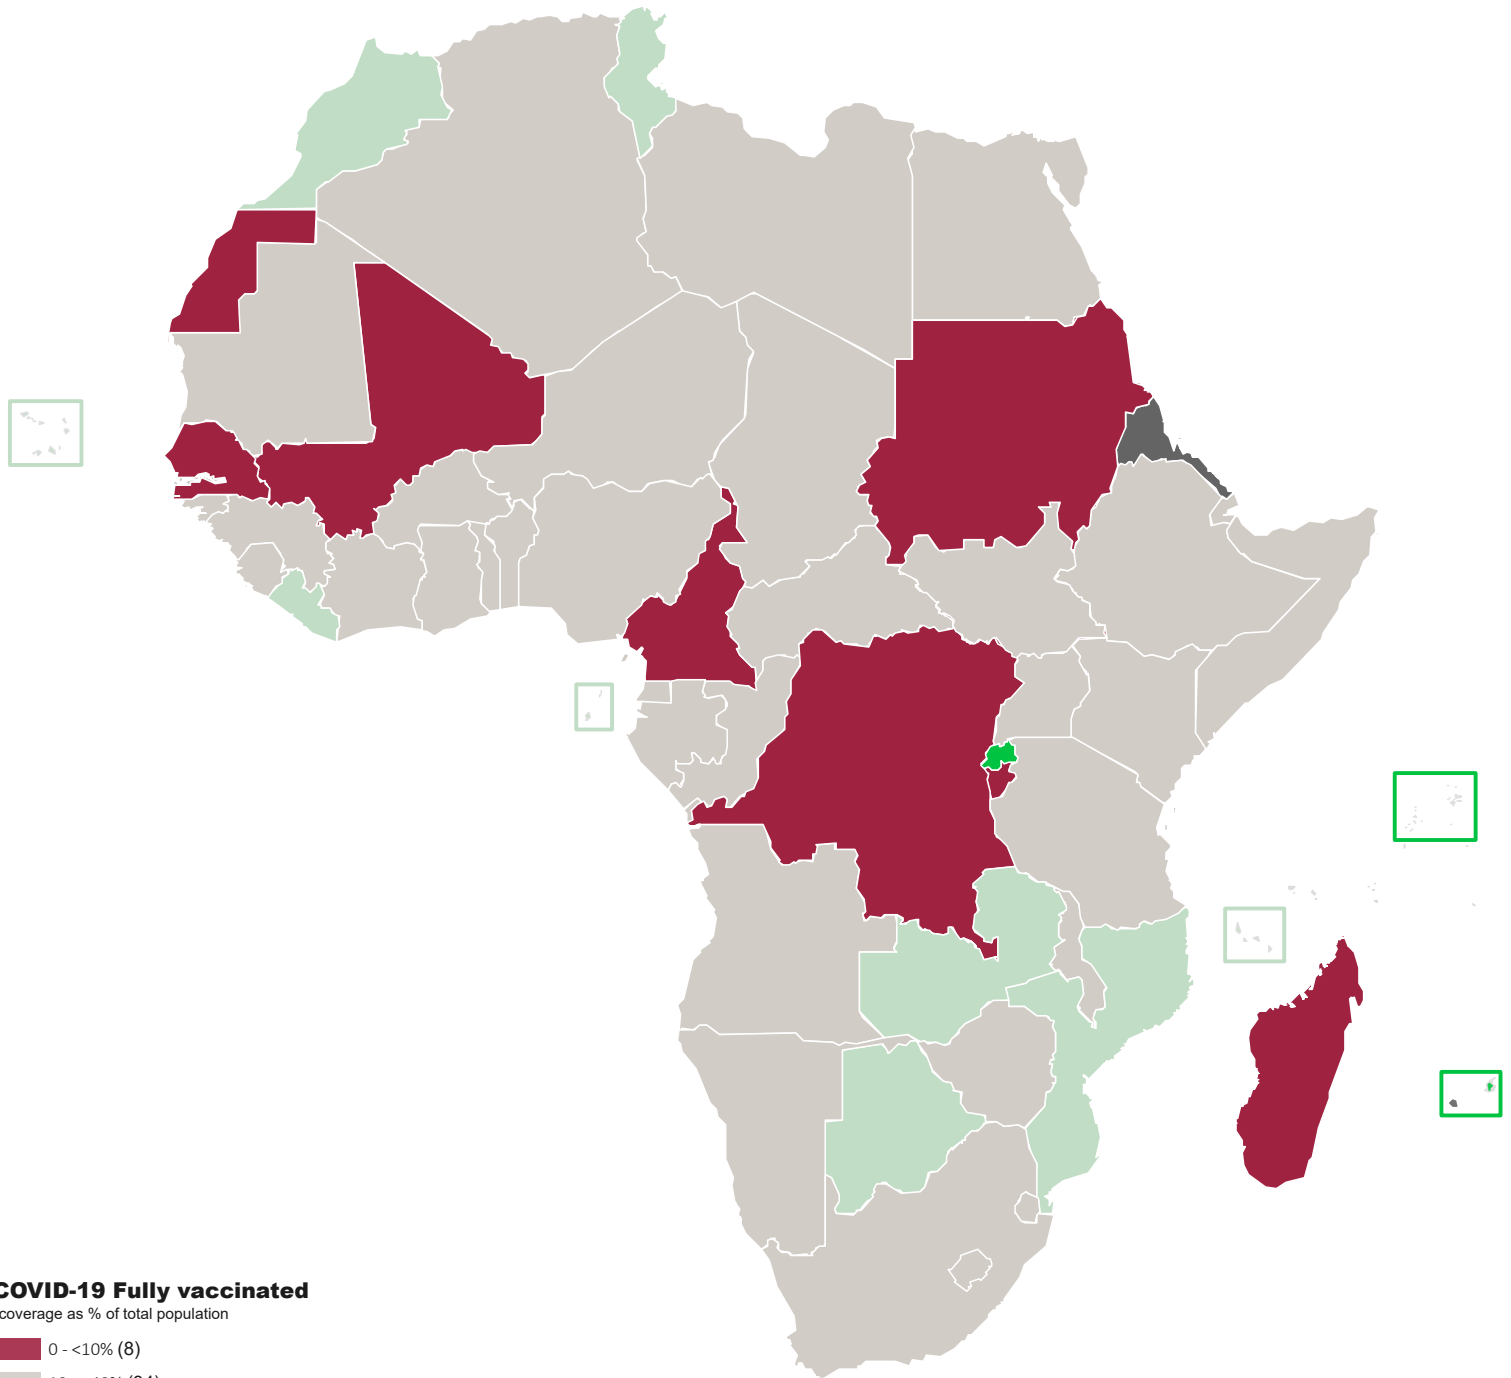 COVID-19 Fully vaccinated
coverage as % of total population
0 - <10% (8)